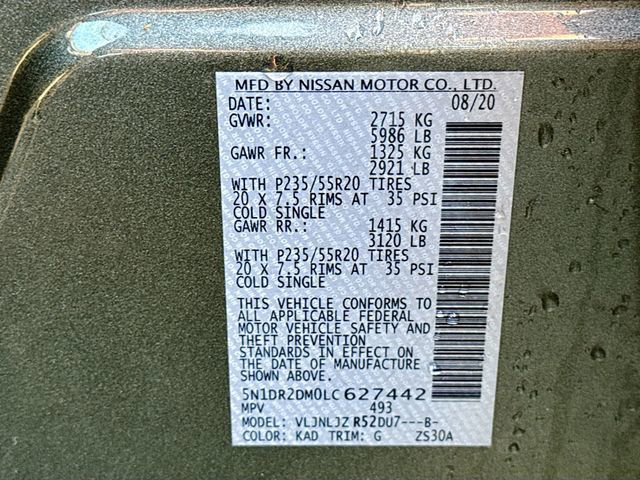 MFD BY NISSAN MOTOR CO., LTD.
DATE: 08/20
GVWR: 2715 KG
5986 LB
GAWR FR.: 1325 KG
2921 LB
WITH P235/55R20 TIRES
20 X 7.5 RIMS AT 35 PSI
COLD SINGLE
GAWR RR.: 1415 KG
3120 LB
WITH P235/55R20 TIRES
20 X 7.5 RIMS AT 35 PSI
COLD SINGLE
THIS VEHICLE CONFORMS TO
ALL APPLICABLE FEDERAL
MOTOR VEHICLE SAFETY AND
THEFT PREVENTION
STANDARDS IN EFFECT ON
THE DATE OF MANUFACTURE
SHOWN ABOVE.
5N1DR2DM0LC627442
MPV 493
MODEL: VLJNLJZ R52DU7---B-
COLOR: KAD TRIM: G ZS30A